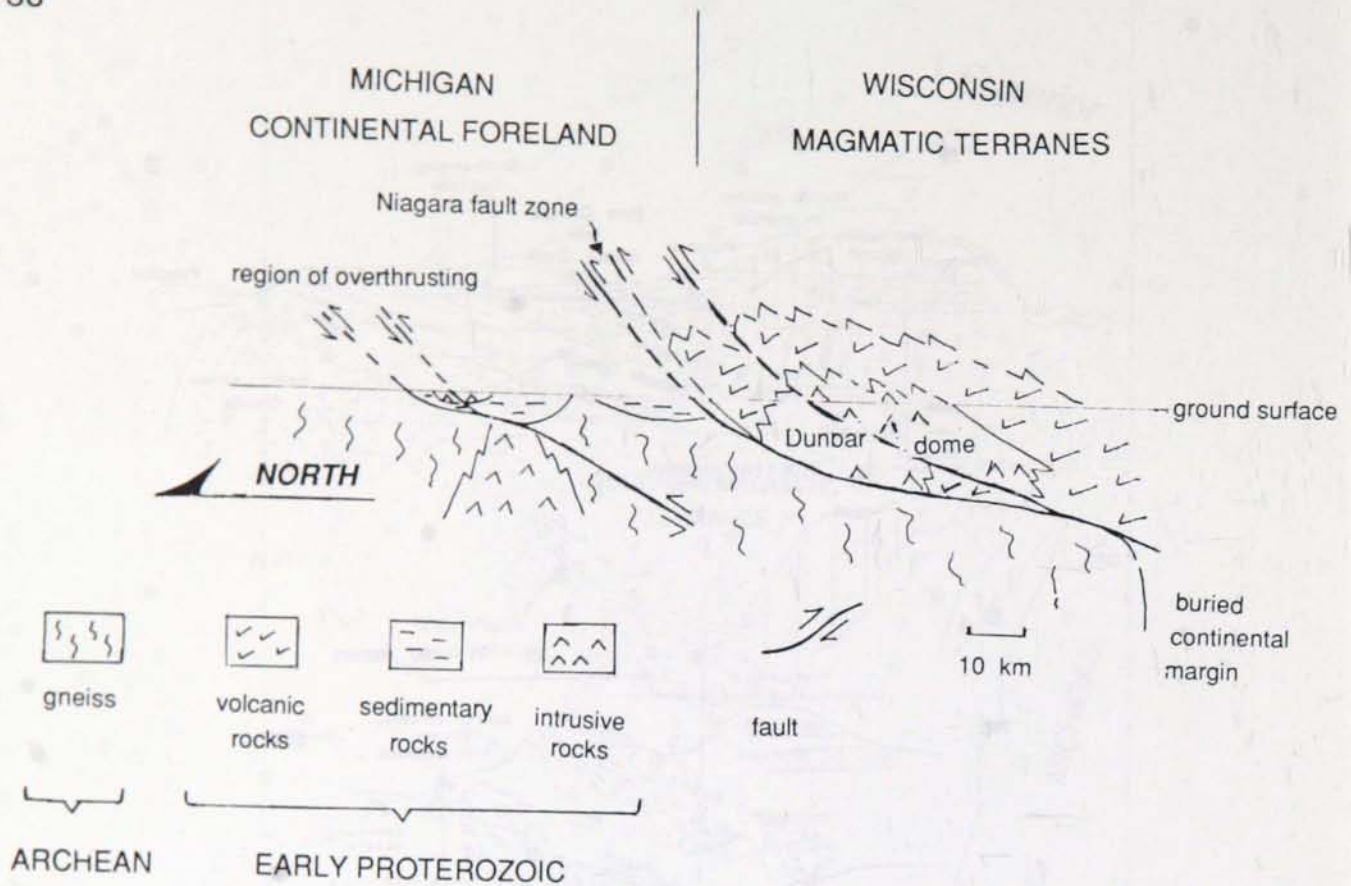 MICHIGAN
CONTINENTAL FORELAND
WISCONSIN
MAGMATIC TERRANES
Niagara fault zone
region of overthrusting
ground surface
Dunbar dome
NORTH
buried
continental
margin
10 km
gneiss
volcanic
rocks
sedimentary
rocks
intrusive
rocks
fault
ARCHEAN
EARLY PROTEROZOIC